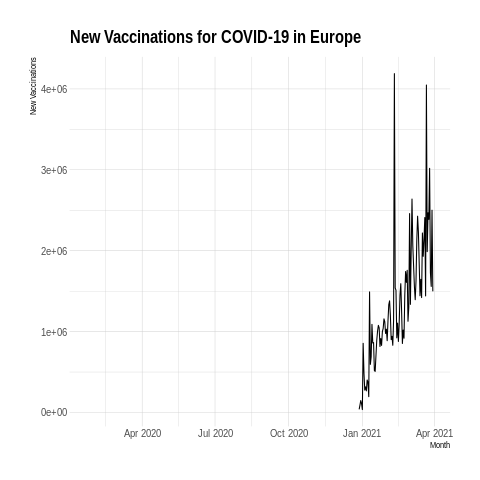 New Vaccinations for COVID-19 in Europe
New Vaccinations
4e+06
3e+06
2e+06
1e+06
0e+00
Apr 2020 Jul 2020 Oct 2020 Jan 2021 Apr 2021
Month